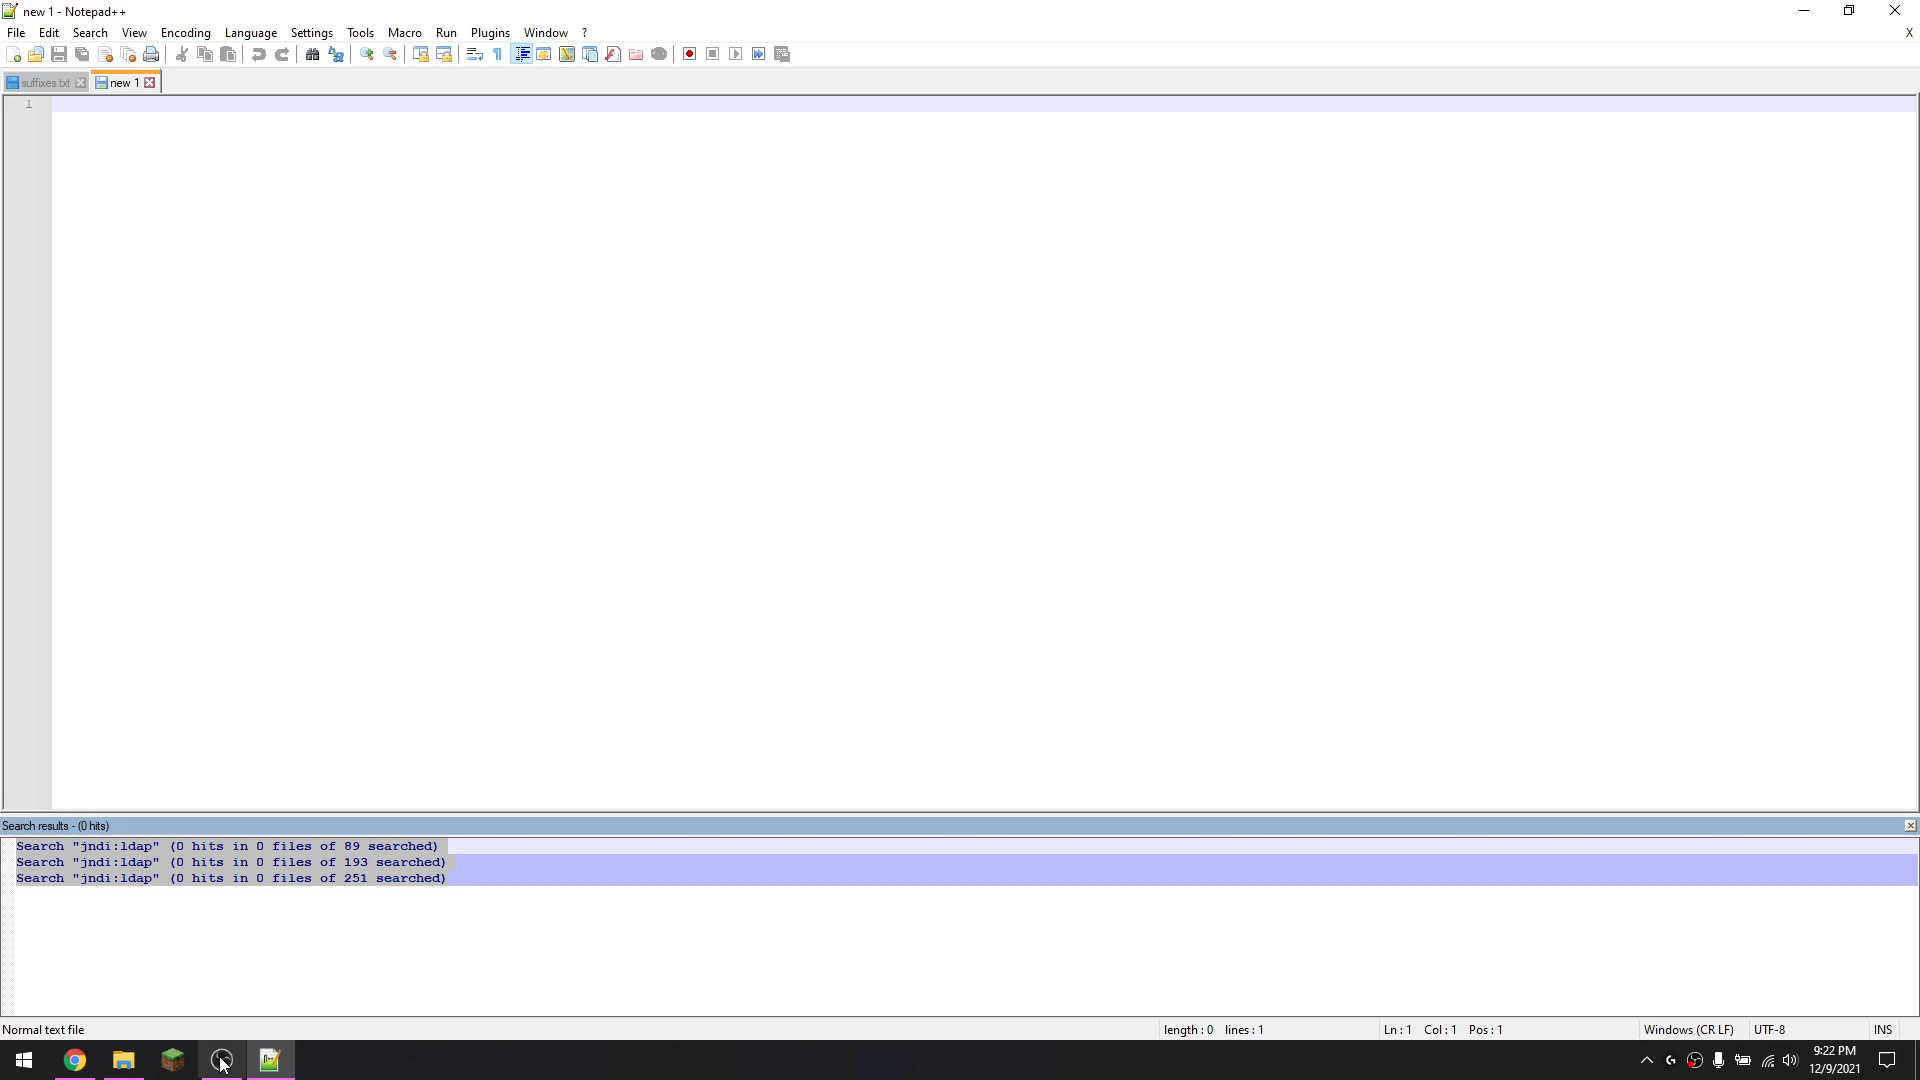 new 1 - Notepad++
File Edit Search View Encoding Language Settings Tools Macro Run Plugins Window ? X
suffixes.txt new 1
1
Search results - (0 hits)
Search "jndi:ldap" (0 hits in 0 files of 89 searched)
Search "jndi:ldap" (0 hits in 0 files of 193 searched)
Search "jndi:ldap" (0 hits in 0 files of 251 searched)
Normal text file length : 0 lines : 1 Ln : 1 Col : 1 Pos : 1 Windows (CR LF) UTF-8 INS
9:22 PM
12/9/2021